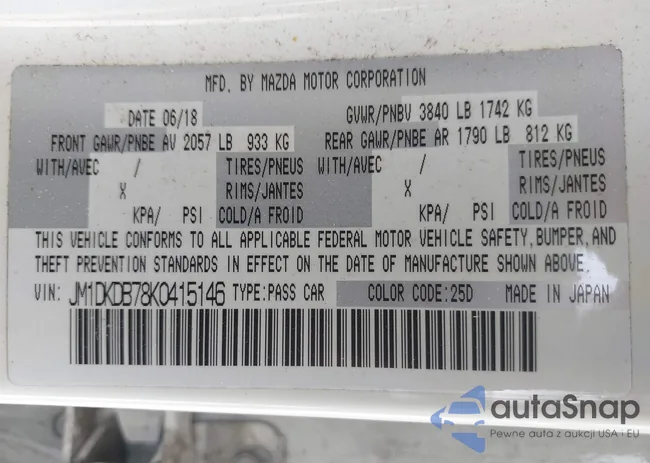 MFD. BY MAZDA MOTOR CORPORATION
DATE 06/18 GVWR/PNBV 3840 LB 1742 KG
FRONT GAWR/PNBE AV 2057 LB 933 KG REAR GAWR/PNBE AR 1790 LB 812 KG
WITH/AVEC / TIRES/PNEUS WITH/AVEC / TIRES/PNEUS
X RIMS/JANTES X RIMS/JANTES
KPA/ PSI COLD/A FROID KPA/ PSI COLD/A FROID
THIS VEHICLE CONFORMS TO ALL APPLICABLE FEDERAL MOTOR VEHICLE SAFETY, BUMPER, AND
THEFT PREVENTION STANDARDS IN EFFECT ON THE DATE OF MANUFACTURE SHOWN ABOVE.
VIN: JM1DKDB78K0415146 TYPE:PASS CAR COLOR CODE:25D MADE IN JAPAN
autaSnap
Pewne auta z aukcji USA i EU